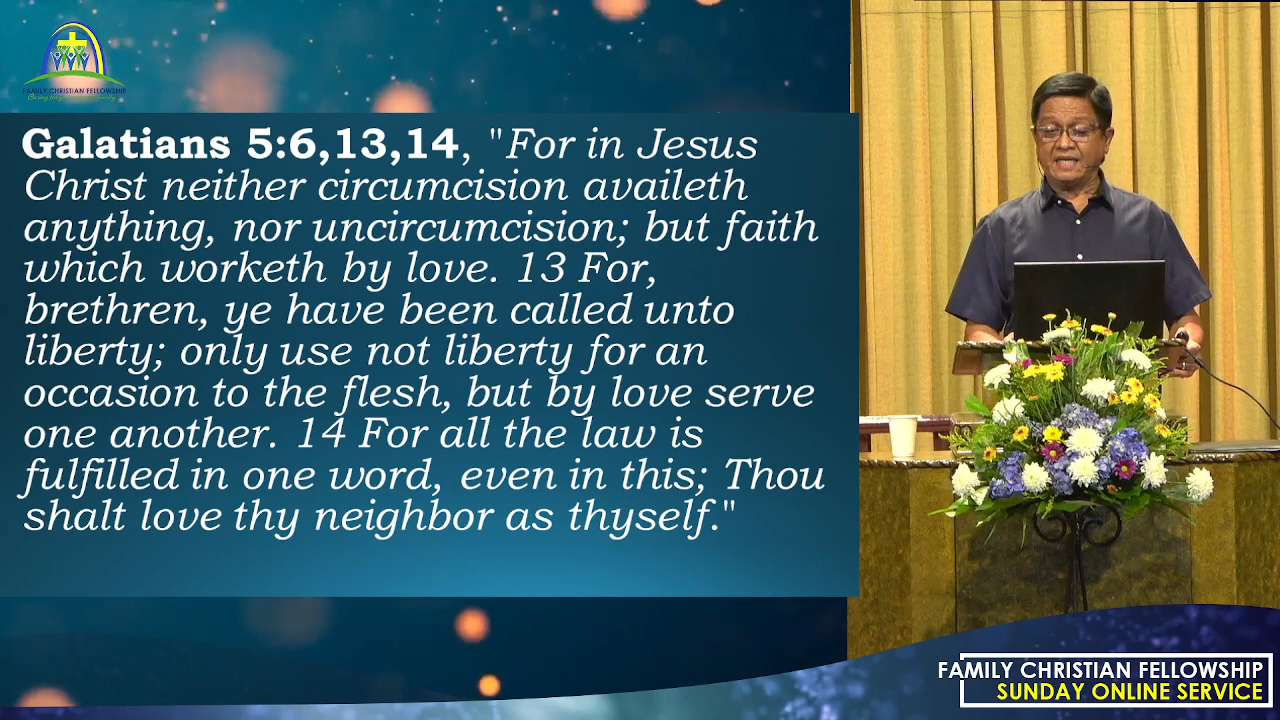 FAMILY CHRISTIAN FELLOWSHIP
Galatians 5:6,13,14, "For in Jesus
Christ neither circumcision availeth
anything, nor uncircumcision; but faith
which worketh by love. 13 For,
brethren, ye have been called unto
liberty; only use not liberty for an
occasion to the flesh, but by love serve
one another. 14 For all the law is
fulfilled in one word, even in this; Thou
shalt love thy neighbor as thyself."
FAMILY CHRISTIAN FELLOWSHIP
SUNDAY ONLINE SERVICE